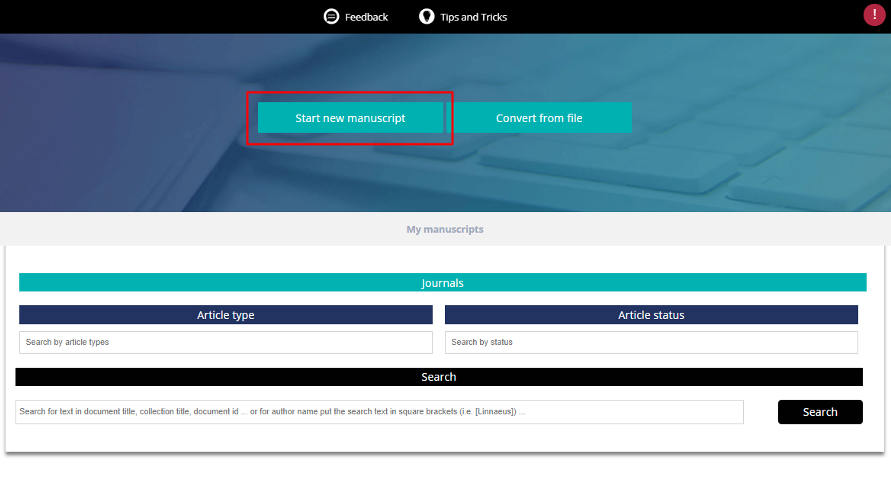 Feedback
Tips and Tricks
!
Start new manuscript
Convert from file
My manuscripts
Journals
Article type
Article status
Search by article types
Search by status
Search
Search for text in document title, collection title, document id ... or for author name put the search text in square brackets (i.e. [Linnaeus]) ...
Search